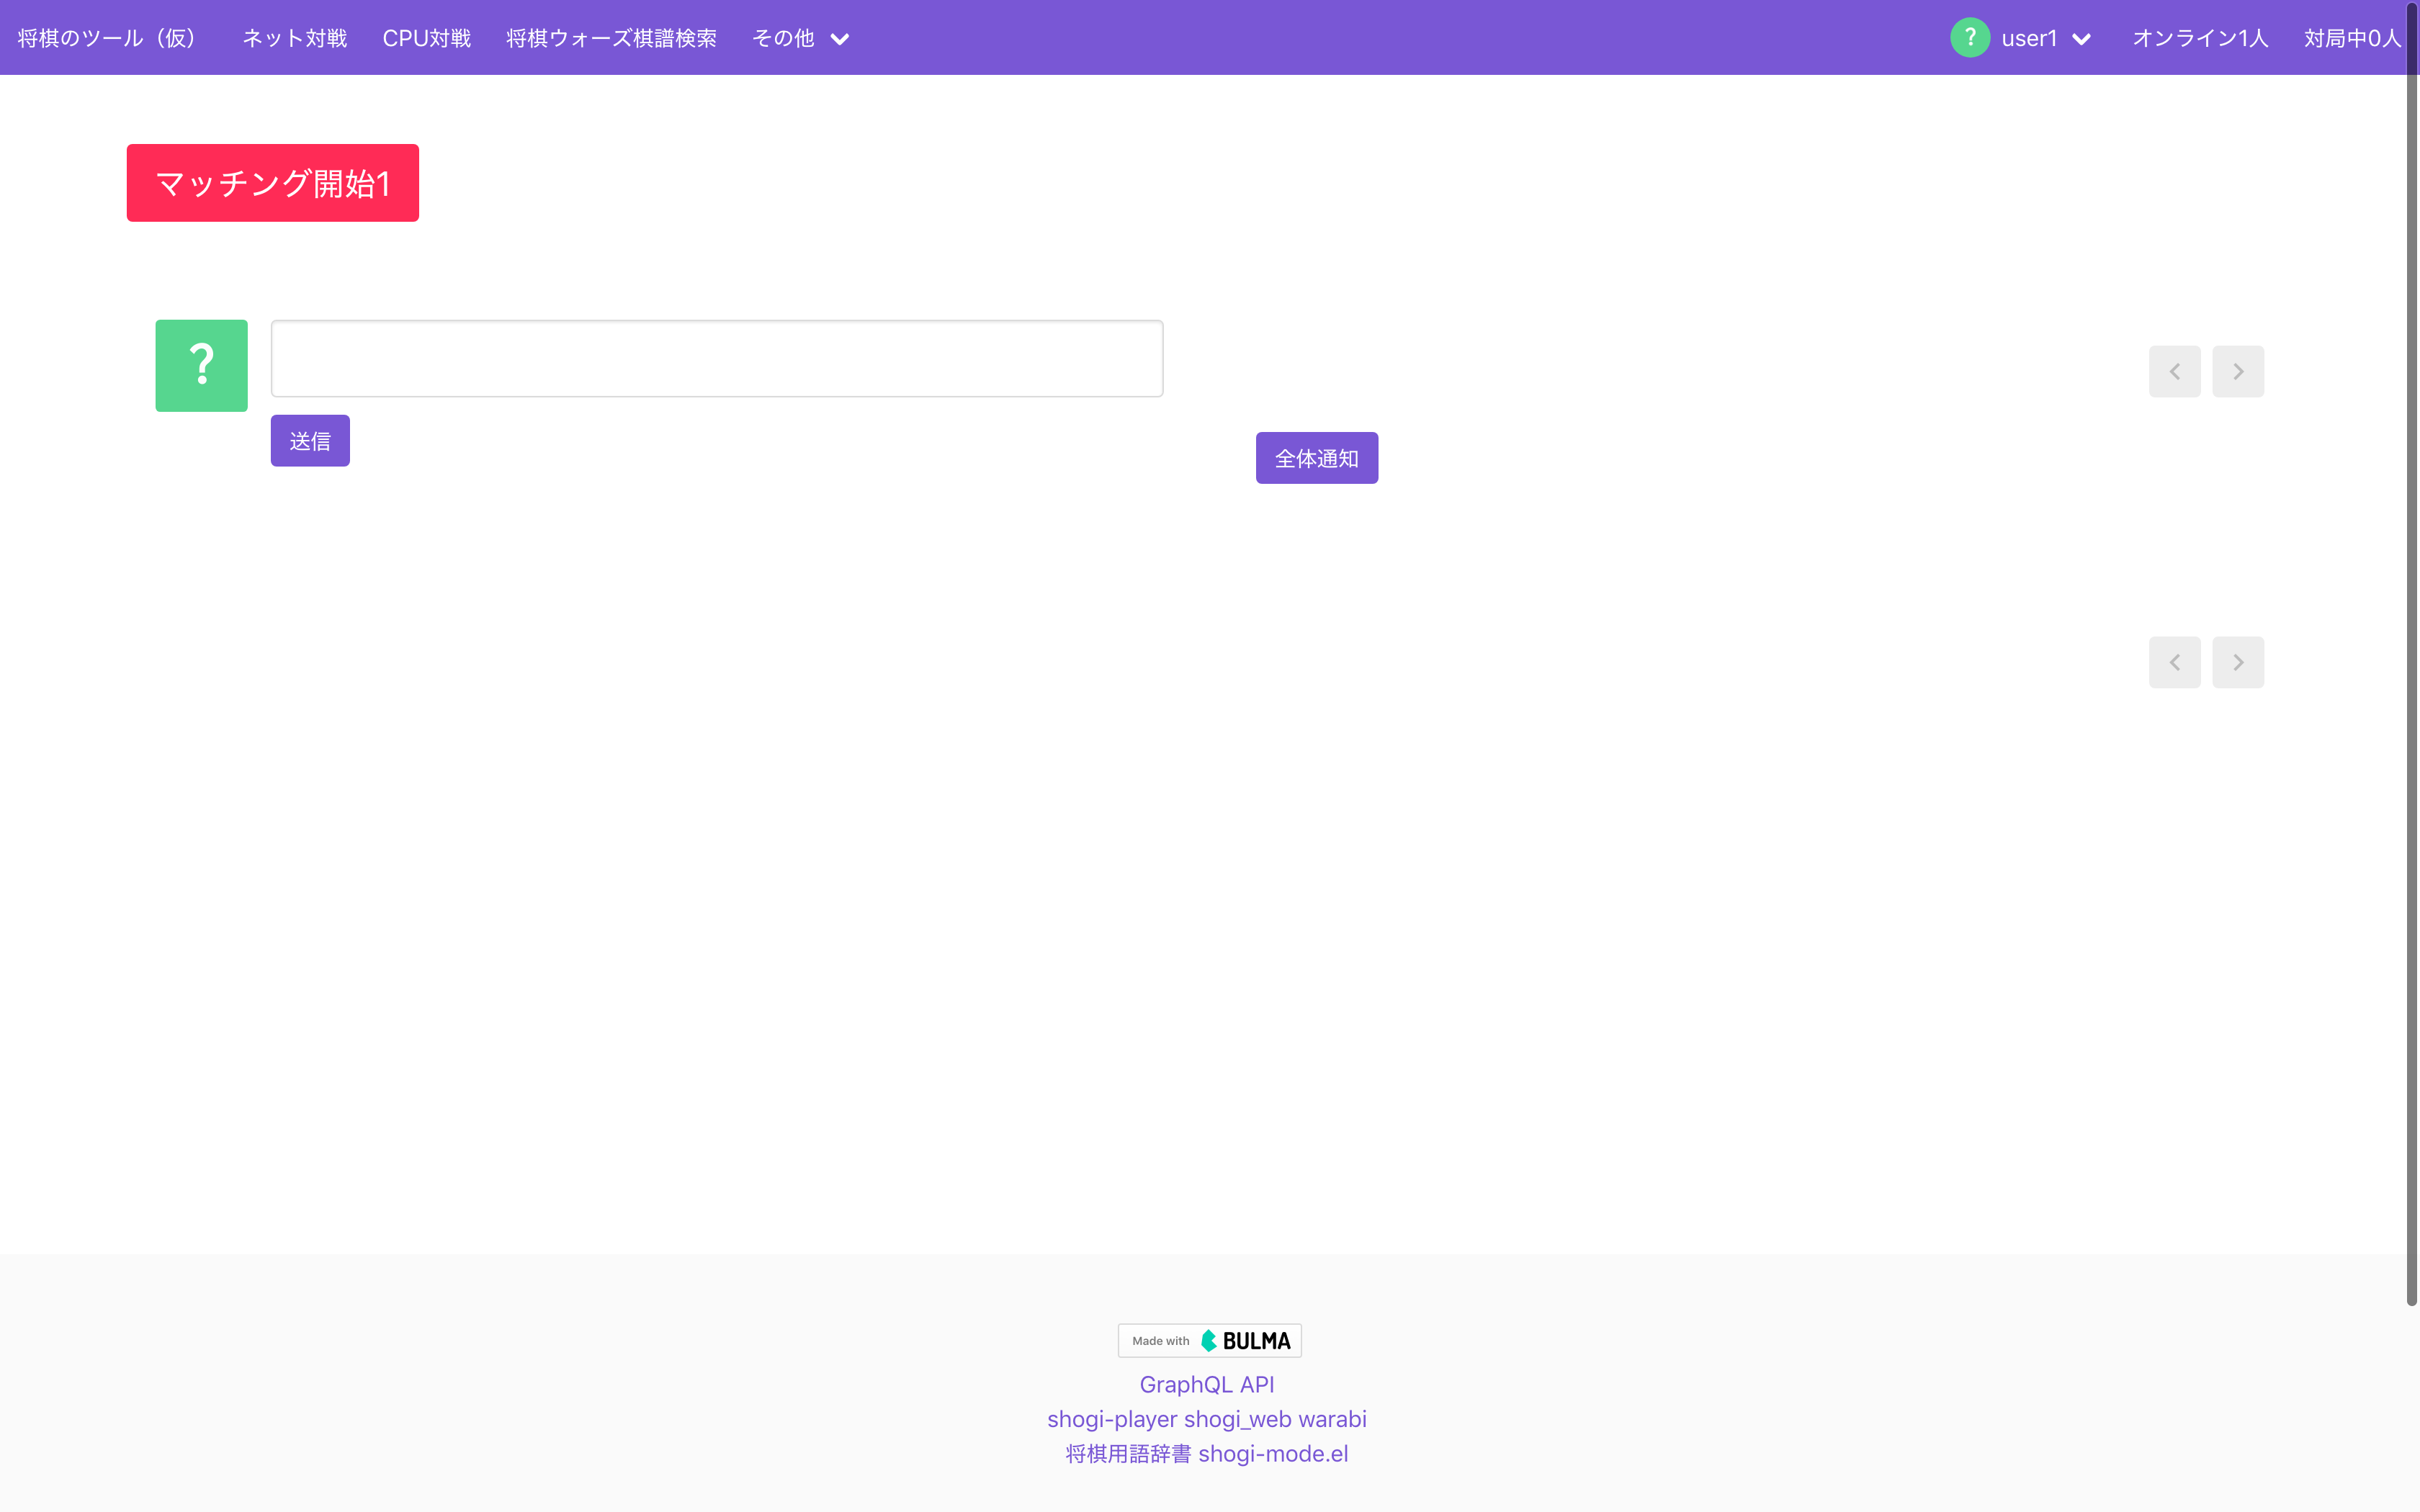 将棋のツール（仮） ネット対戦 CPU対戦 将棋ウォーズ棋譜検索 その他 ? user1 オンライン1人 対局中0人
マッチング開始1
?
送信
全体通知
Made with BULMA
GraphQL API
shogi-player shogi_web warabi
将棋用語辞書 shogi-mode.el